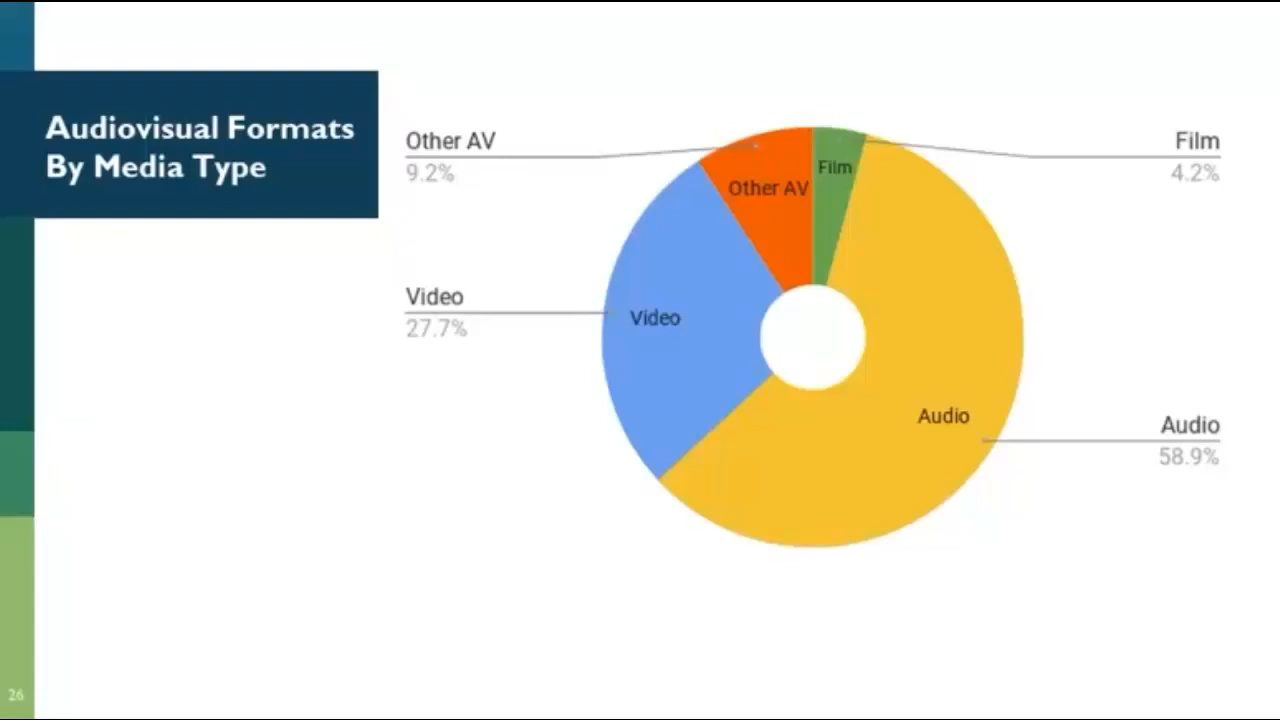 Audiovisual Formats
By Media Type
Other AV
9.2%
Film
4.2%
Film
Other AV
Video
27.7%
Video
Audio
Audio
58.9%
26